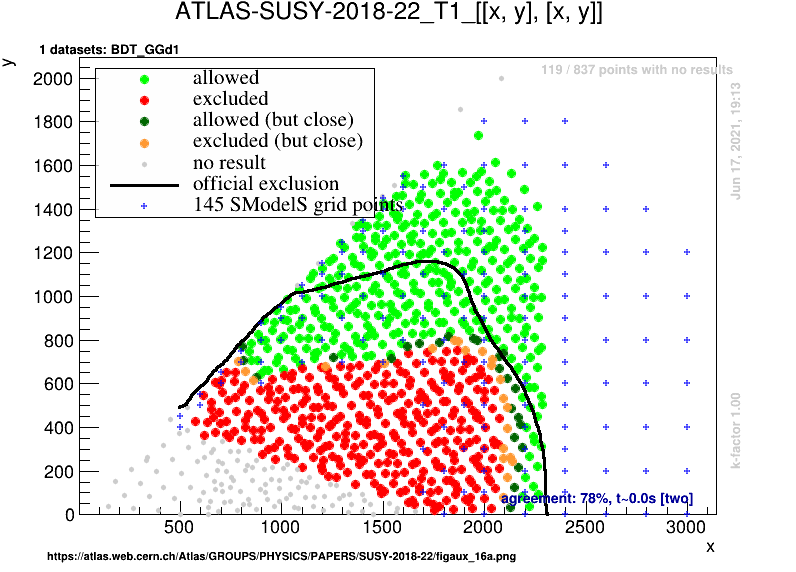 ATLAS-SUSY-2018-22_T1_[[x, y], [x, y]]
1 datasets: BDT_GGd1
119 / 837 points with no results
y
allowed
excluded
allowed (but close)
excluded (but close)
no result
official exclusion
145 SModelS grid points
2000
1800
1600
1400
1200
1000
800
600
400
200
0
Jun 17, 2021, 19:13
k-factor 1.00
agreement: 78%, t~0.0s [two]
500 1000 1500 2000 2500 3000
x
https://atlas.web.cern.ch/Atlas/GROUPS/PHYSICS/PAPERS/SUSY-2018-22/figaux_16a.png